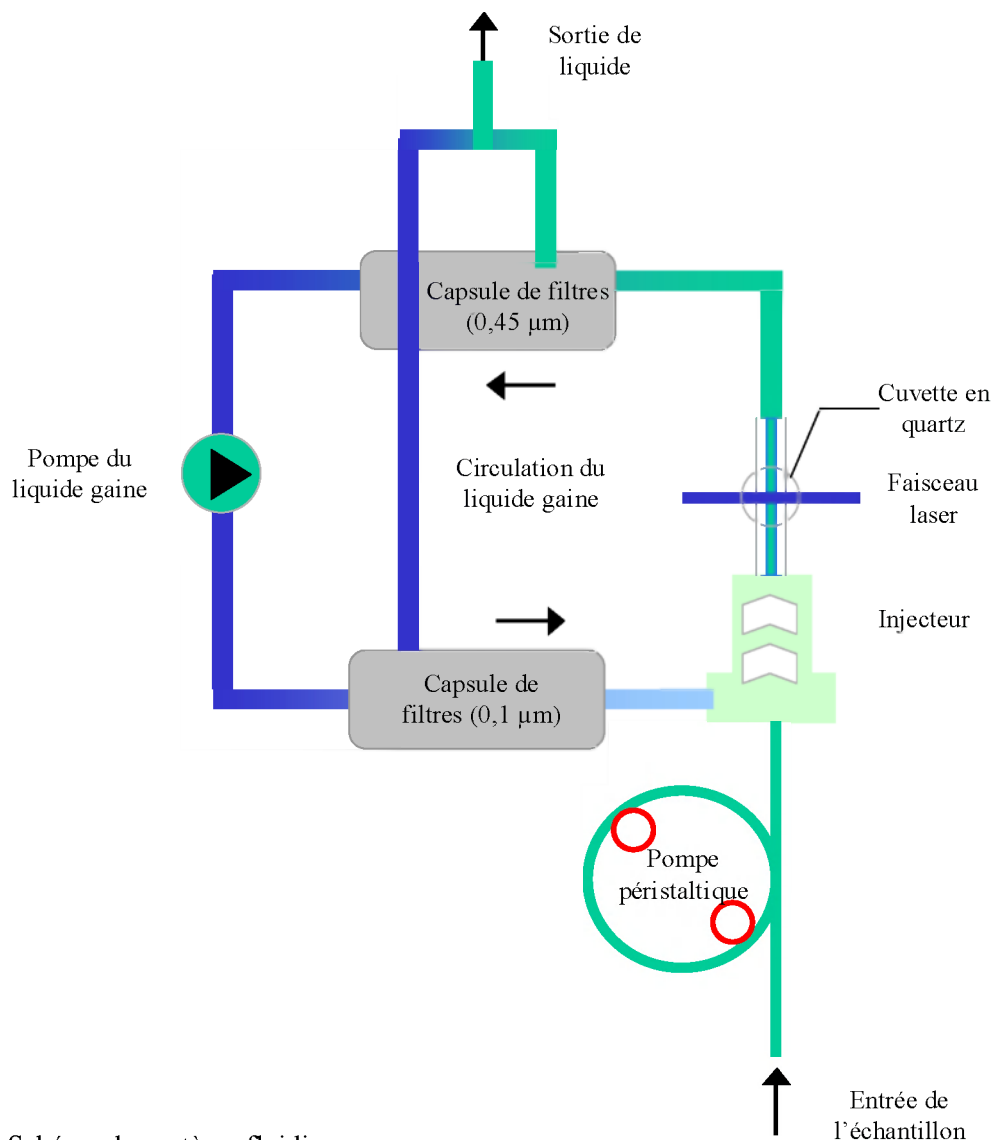 Sortie de
liquide
Capsule de filtres
(0,45 µm)
Cuvette en
quartz
Pompe du
liquide gaine
Circulation du
liquide gaine
Faisceau
laser
Injecteur
Capsule de
filtres (0,1 µm)
Pompe
péristaltique
Entrée de
l’échantillon